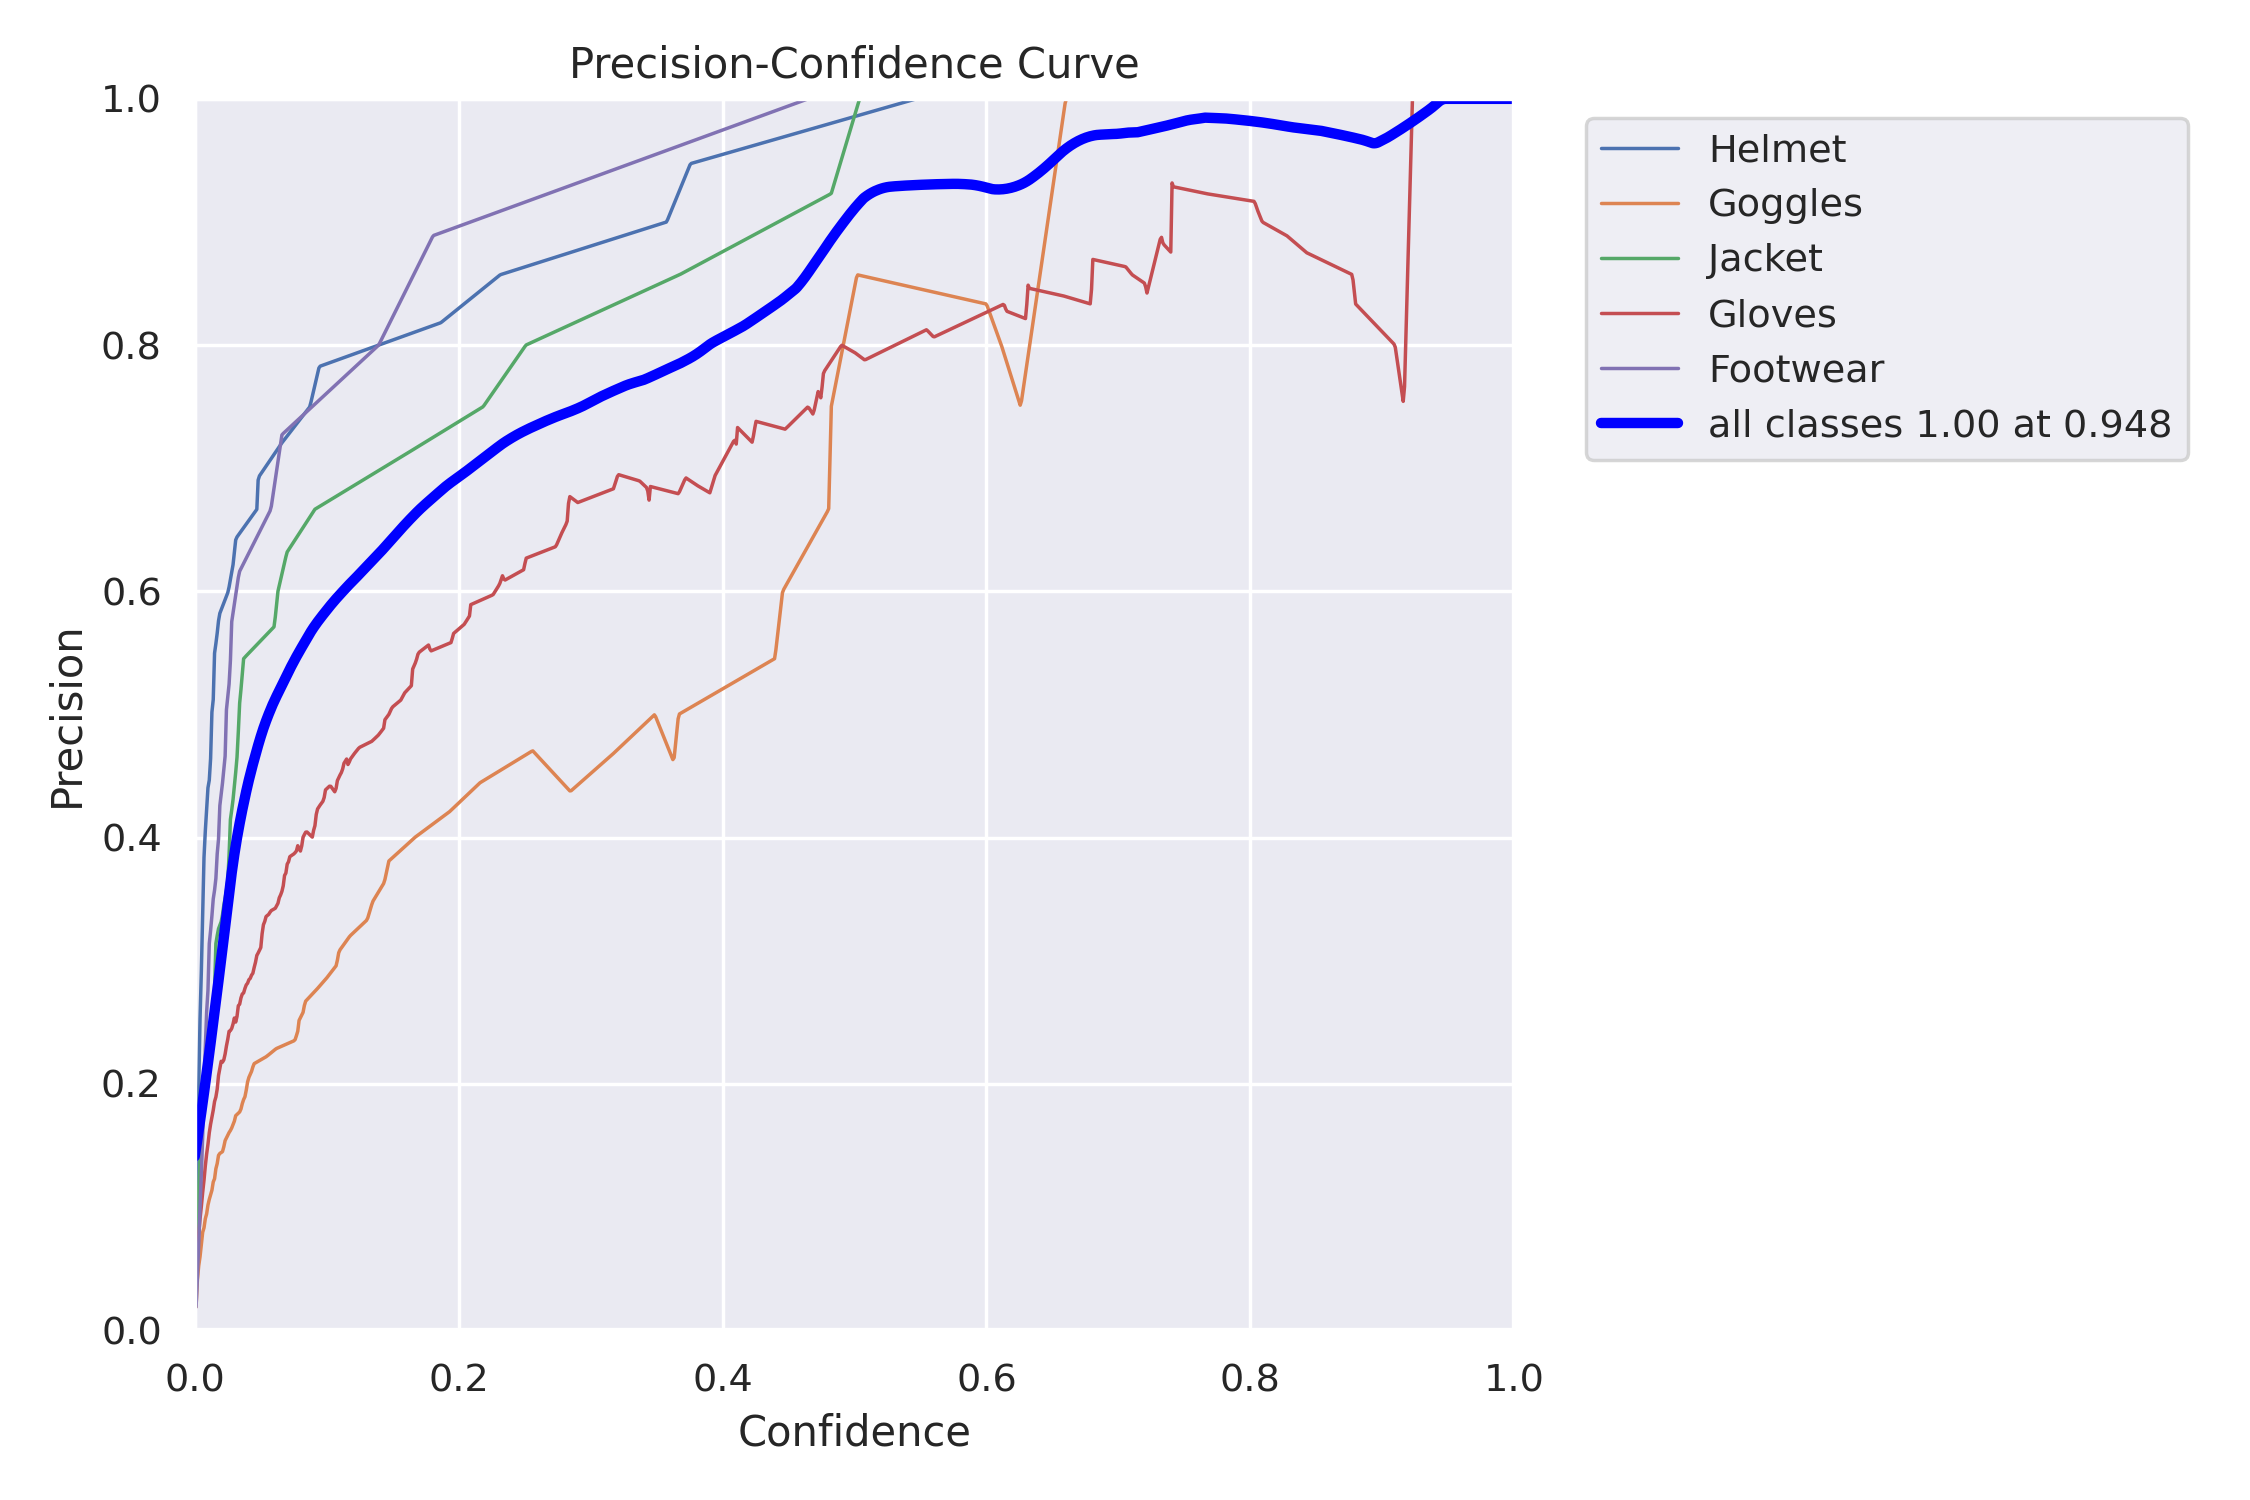 Precision-Confidence Curve
1.0
0.8
0.6
0.4
0.2
0.0
Precision
0.0 0.2 0.4 0.6 0.8 1.0
Confidence
Helmet
Goggles
Jacket
Gloves
Footwear
all classes 1.00 at 0.948